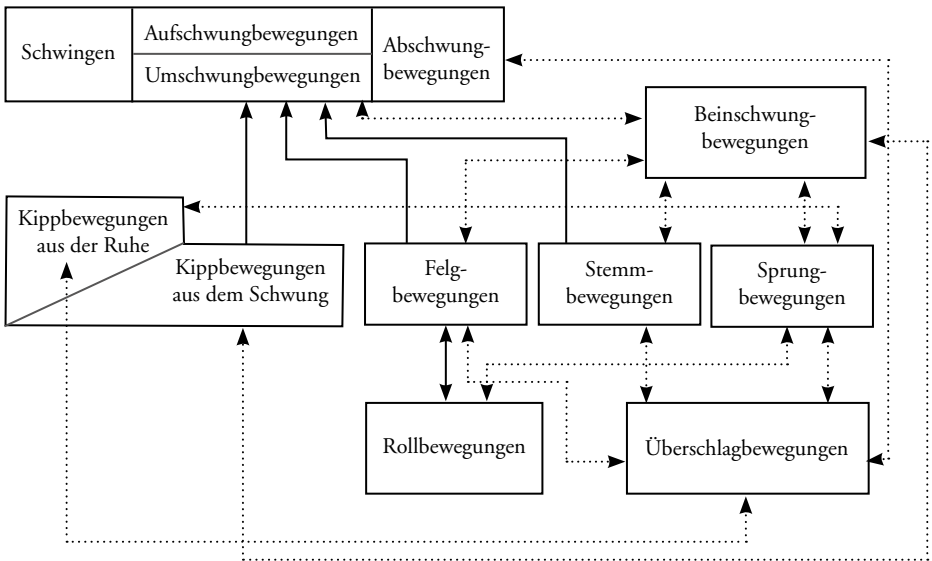 Schwingen
Aufschwungbewegungen
Umschwungbewegungen
Abschwung-
bewegungen
Beinschwung-
bewegungen
Kippbewegungen
aus der Ruhe
Kippbewegungen
aus dem Schwung
Felg-
bewegungen
Stemm-
bewegungen
Sprung-
bewegungen
Rollbewegungen
Überschlagbewegungen